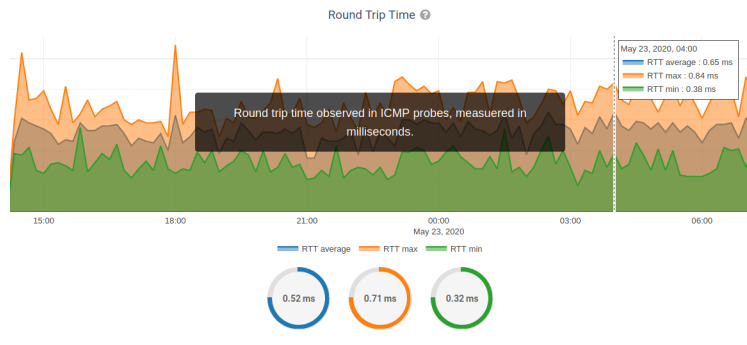 Round Trip Time ?
May 23, 2020, 04:00
RTT average : 0.65 ms
RTT max : 0.84 ms
RTT min : 0.38 ms
Round trip time observed in ICMP probes, measuered in
milliseconds.
15:00 18:00 21:00 00:00 03:00 06:00
May 23, 2020
RTT average RTT max RTT min
0.52 ms 0.71 ms 0.32 ms